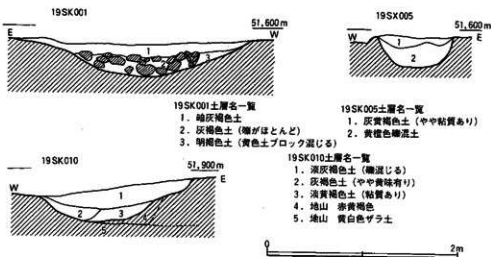 19SK001
E
51,600m
W
1
3
19SX005
51,600m
W
E
1
2
19SK001土層名一覧
1. 暗灰褐色土
2. 灰褐色土(礫がほとんど)
3. 明褐色土(黄色土ブロック混じる)
19SK005土層名一覧
1. 灰黄褐色土(やや粘質あり)
2. 黄橙色礫混土
19SK010
51,900m
W
E
1
2
3
4
5
19SK010土層名一覧
1. 淡灰褐色土(礫混じる)
2. 灰褐色土(やや黄味有り)
3. 淡黄褐色土(粘質あり)
4. 地山 赤黄褐色
5. 地山 黄白色ザラ土
0
2m